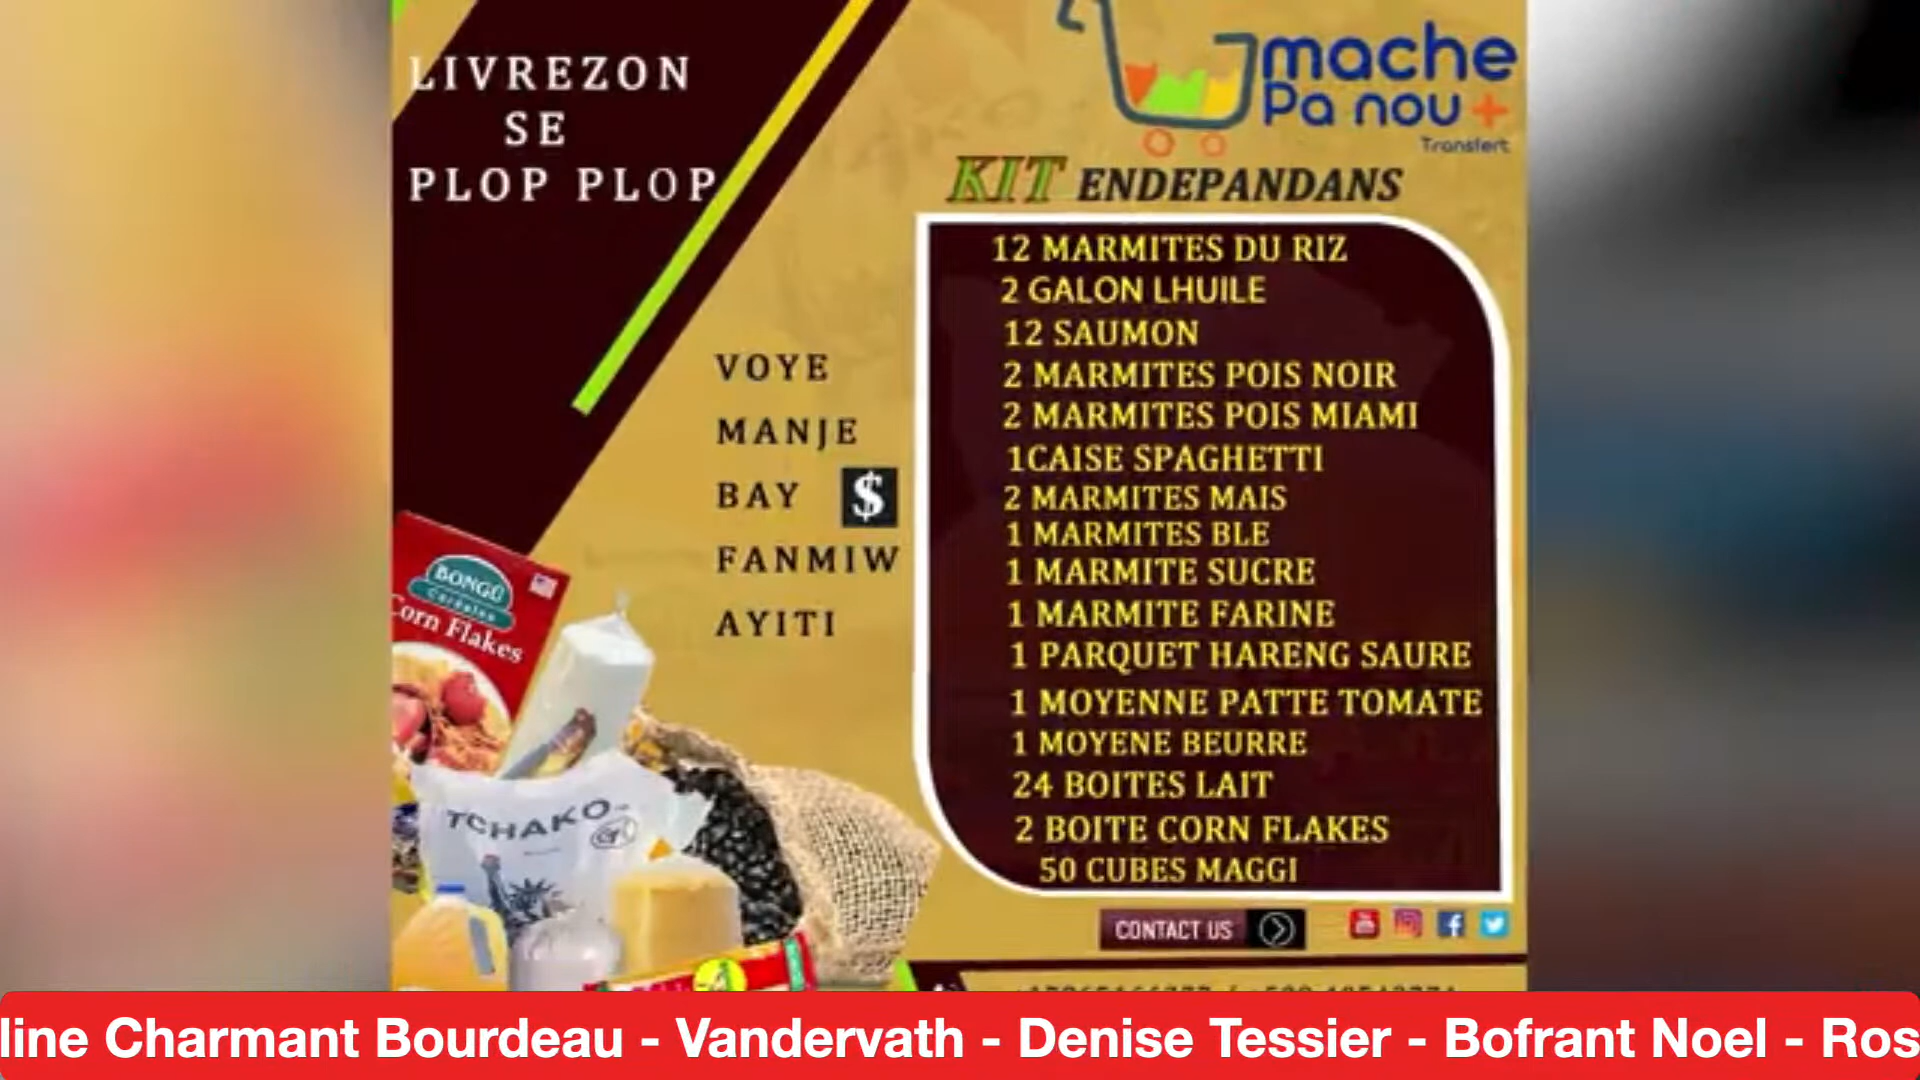 LIVREZON
SE
PLOP PLOP
mache
Pa nou +
Transfert
KIT ENDEPANDANS
12 MARMITES DU RIZ
2 GALON LHUILE
12 SAUMON
2 MARMITES POIS NOIR
2 MARMITES POIS MIAMI
1CAISE SPAGHETTI
2 MARMITES MAIS
1 MARMITES BLE
1 MARMITE SUCRE
1 MARMITE FARINE
1 PARQUET HARENG SAURE
1 MOYENNE PATTE TOMATE
1 MOYENE BEURRE
24 BOITES LAIT
2 BOITE CORN FLAKES
50 CUBES MAGGI
VOYE
MANJE
BAY $
FANMIW
AYITI
BONGÚ
Céréales
Corn Flakes
TCHAKO
CONTACT US
line Charmant Bourdeau - Vandervath - Denise Tessier - Bofrant Noel - Ros